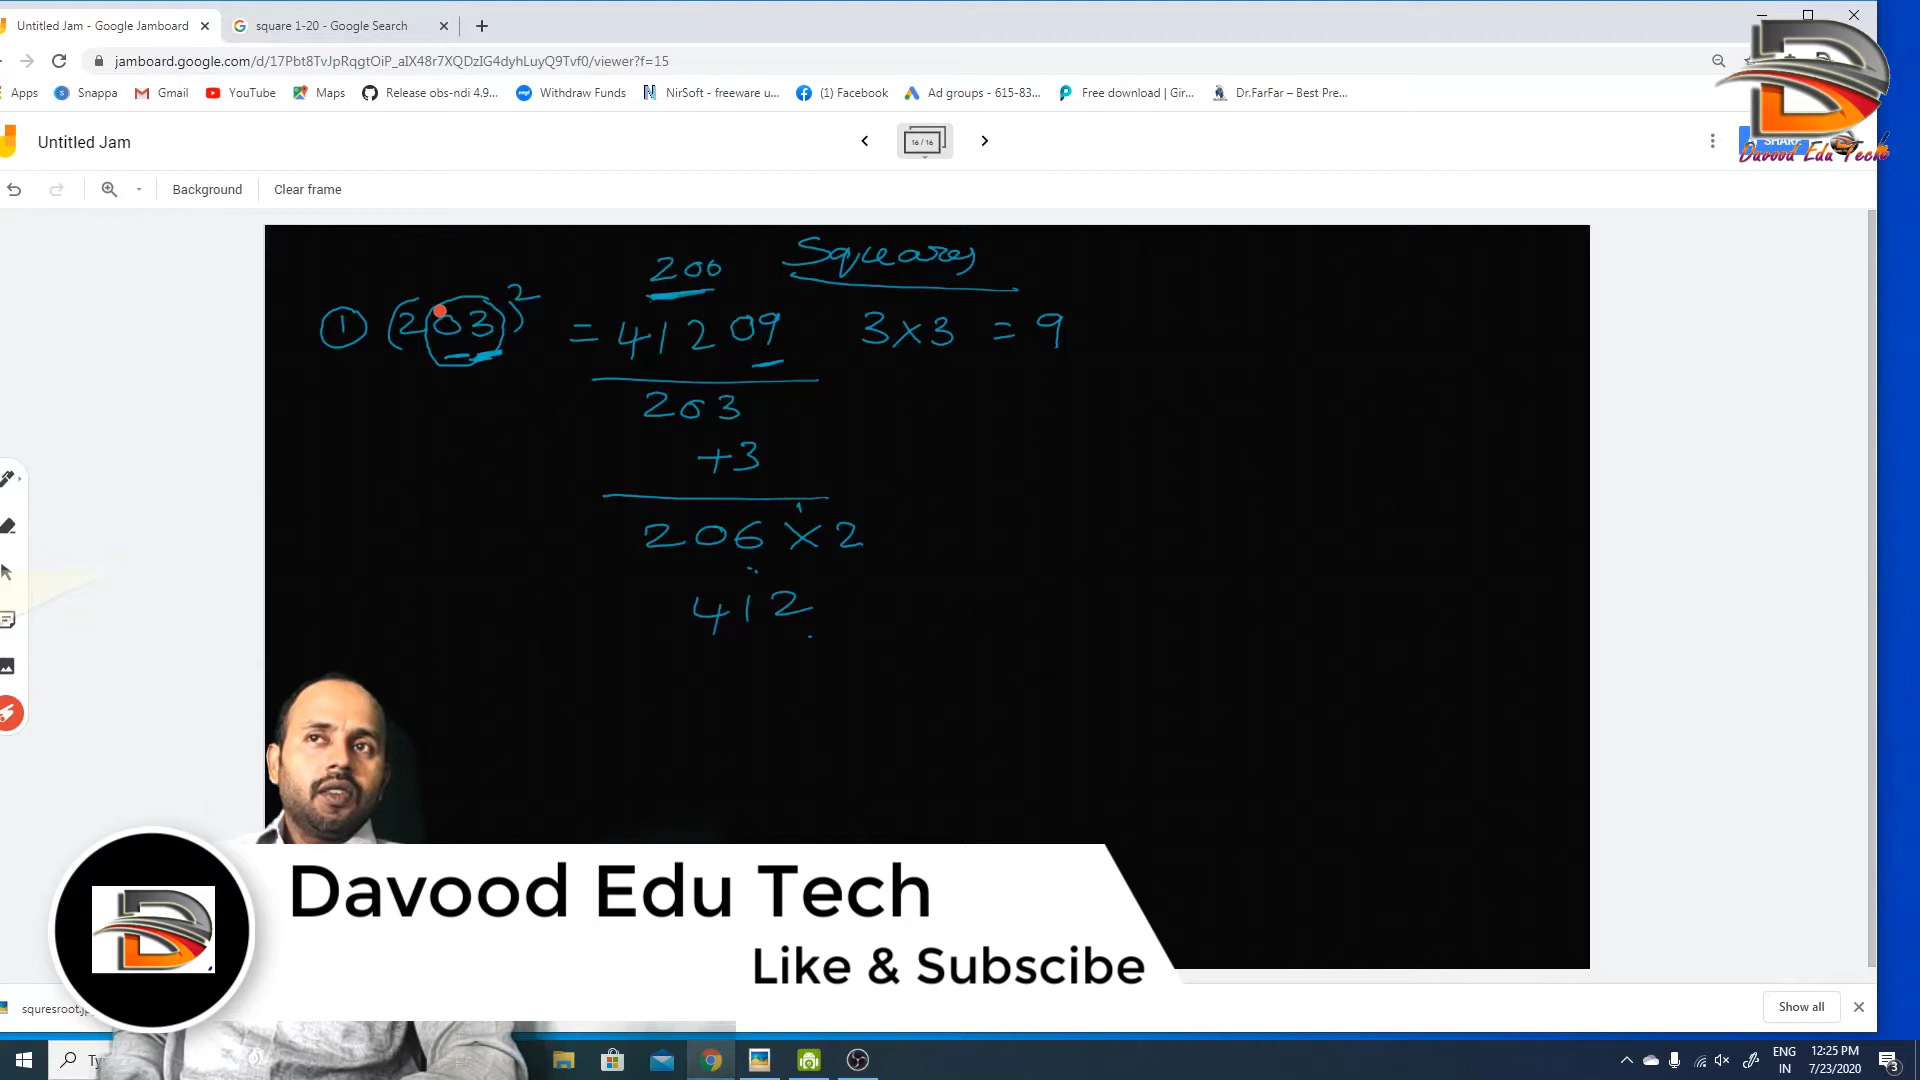 Untitled Jam - Google Jamboard
square 1-20 - Google Search
jamboard.google.com/d/17Pbt8TvJpRqgtOiP_aIX48r7XQDzIG4dyhLuyQ9Tvf0/viewer?f=15
Apps
Snappa
Gmail
YouTube
Maps
Release obs-ndi 4.9...
Withdraw Funds
NirSoft - freeware u...
(1) Facebook
Ad groups - 615-83...
Free download | Gir...
Dr.FarFar – Best Pre...
Untitled Jam
16 / 16
SHARE
Davood Edu Tech
Background
Clear frame
200 Squares
① (203)² = 41209 3×3 = 9
203
+3
206 × 2
412
Davood Edu Tech
Like & Subscibe
Show all
ENG
IN
12:25 PM
7/23/2020
3